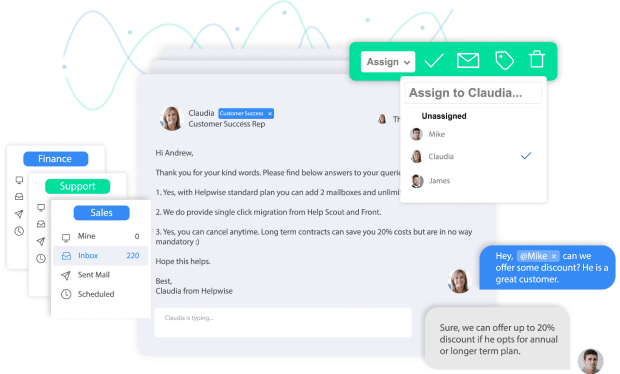 Assign
Assign to Claudia...
Unassigned
Mike
Claudia
James
Claudia Customer Success ×
Customer Success Rep
Th
Hi Andrew,
Thank you for your kind words. Please find below answers to your querie
1. Yes, with Helpwise standard plan you can add 2 mailboxes and unlimit
2. We do provide single click migration from Help Scout and Front.
3. Yes, you can cancel anytime. Long term contracts can save you 20% costs but are in no way
mandatory :)
Hope this helps.
Best,
Claudia from Helpwise
Claudia is typing...
Finance
Support
Sales
Mine 0
Inbox 220
Sent Mail
Scheduled
Hey, @Mike × can we
offer some discount? He is a
great customer.
Sure, we can offer up to 20%
discount if he opts for annual
or longer term plan.